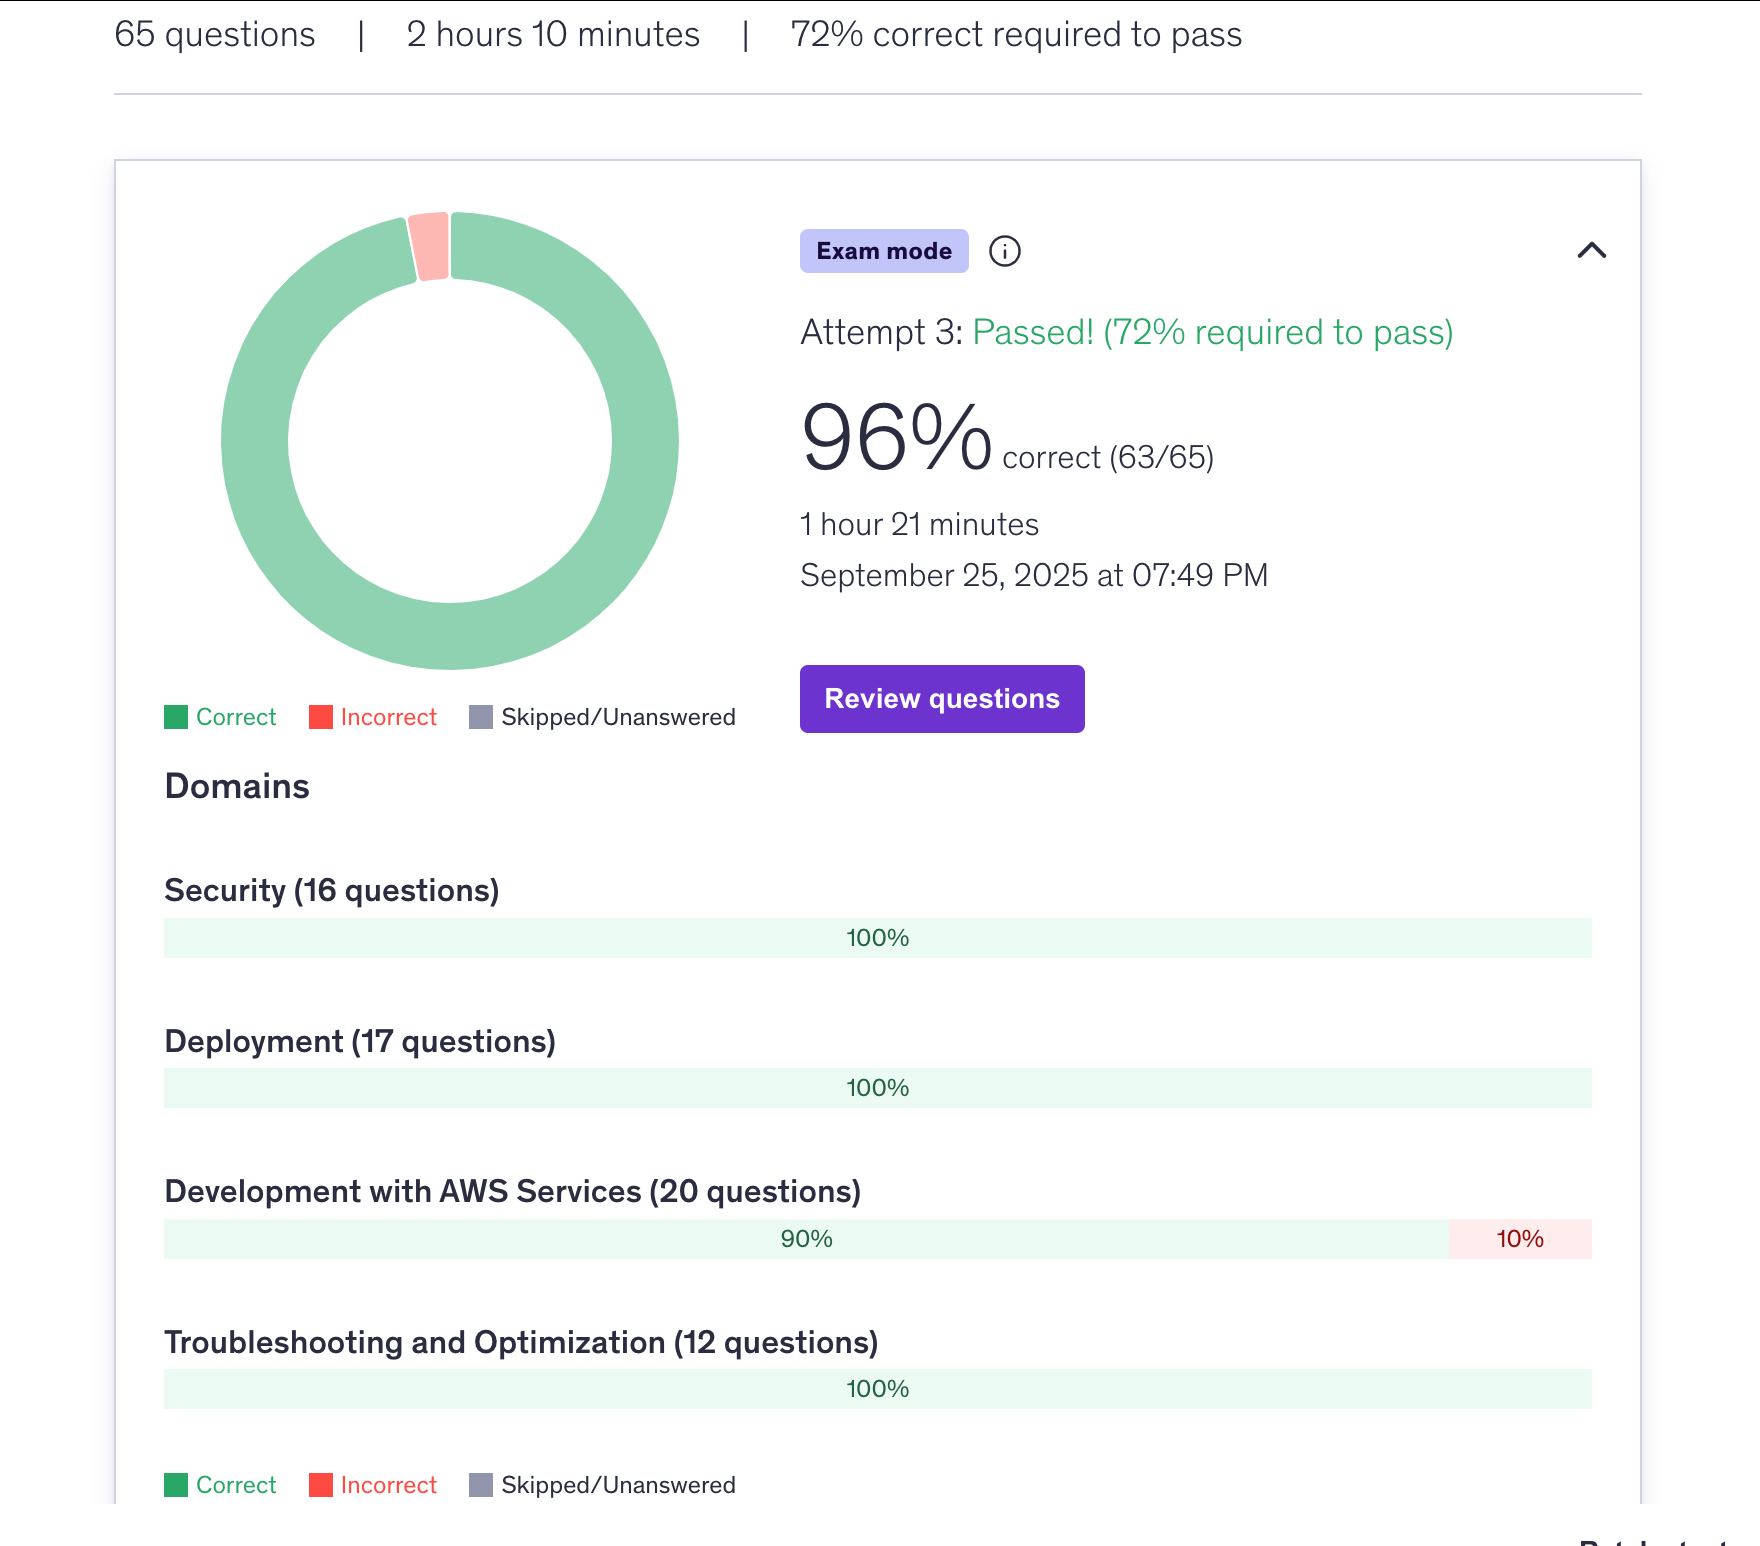 65 questions | 2 hours 10 minutes | 72% correct required to pass
Exam mode
Attempt 3: Passed! (72% required to pass)
96% correct (63/65)
1 hour 21 minutes
September 25, 2025 at 07:49 PM
Review questions
Correct Incorrect Skipped/Unanswered
Domains
Security (16 questions)
100%
Deployment (17 questions)
100%
Development with AWS Services (20 questions)
90% 10%
Troubleshooting and Optimization (12 questions)
100%
Correct Incorrect Skipped/Unanswered